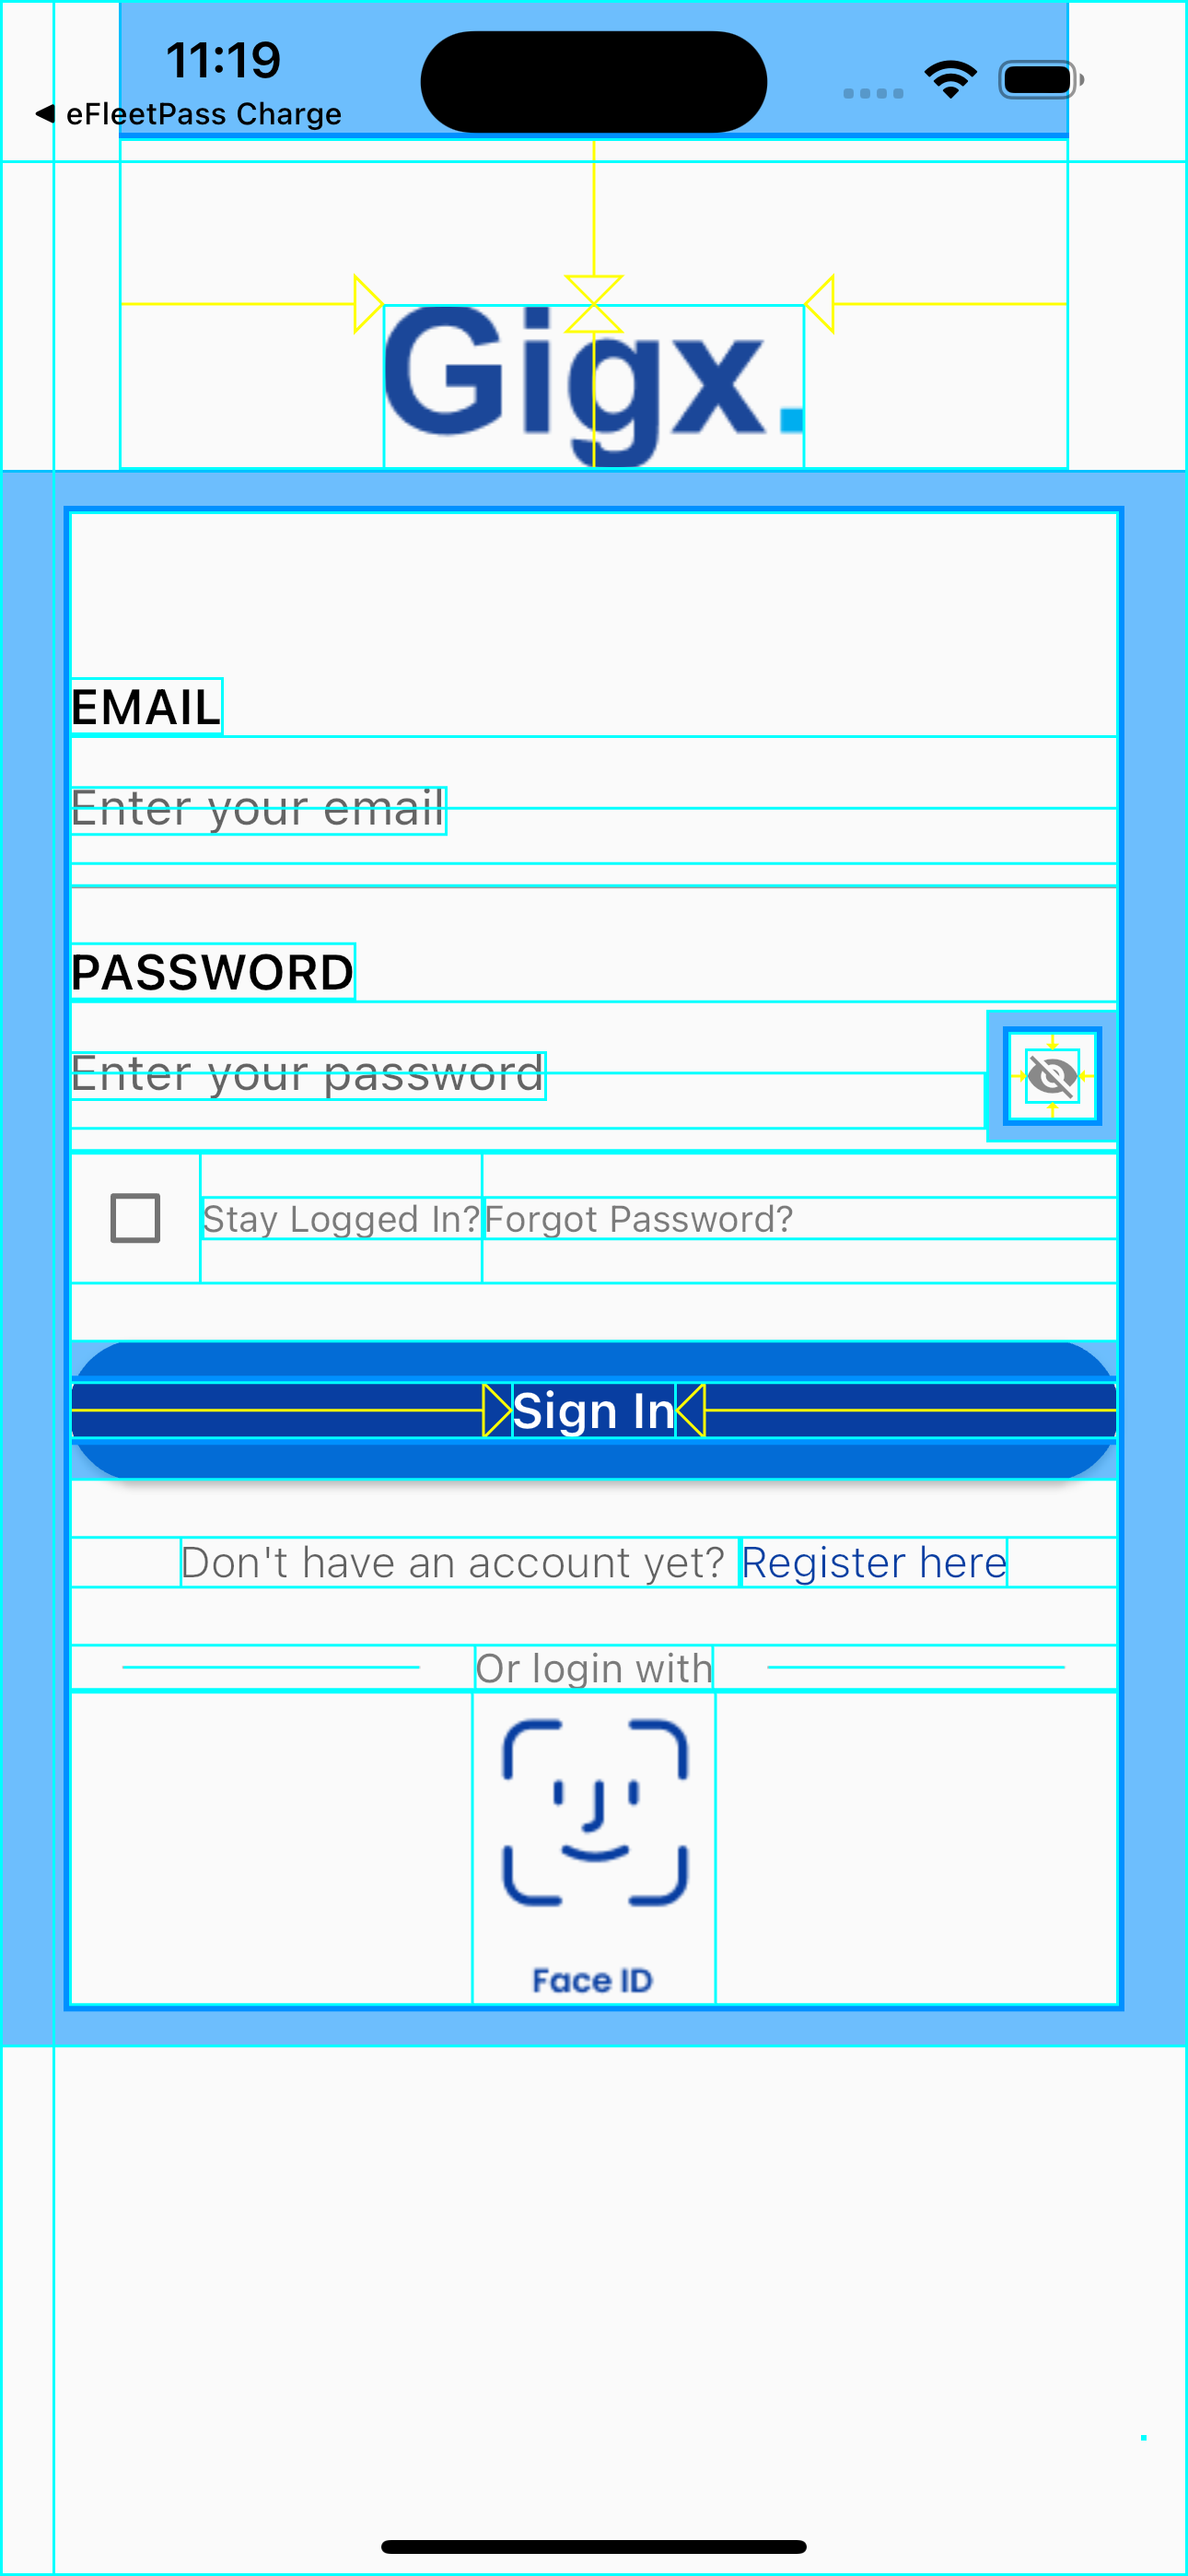 11:19
eFleetPass Charge
Gigx.
EMAIL
Enter your email
PASSWORD
Enter your password
Stay Logged In? Forgot Password?
Sign In
Don't have an account yet? Register here
Or login with
Face ID